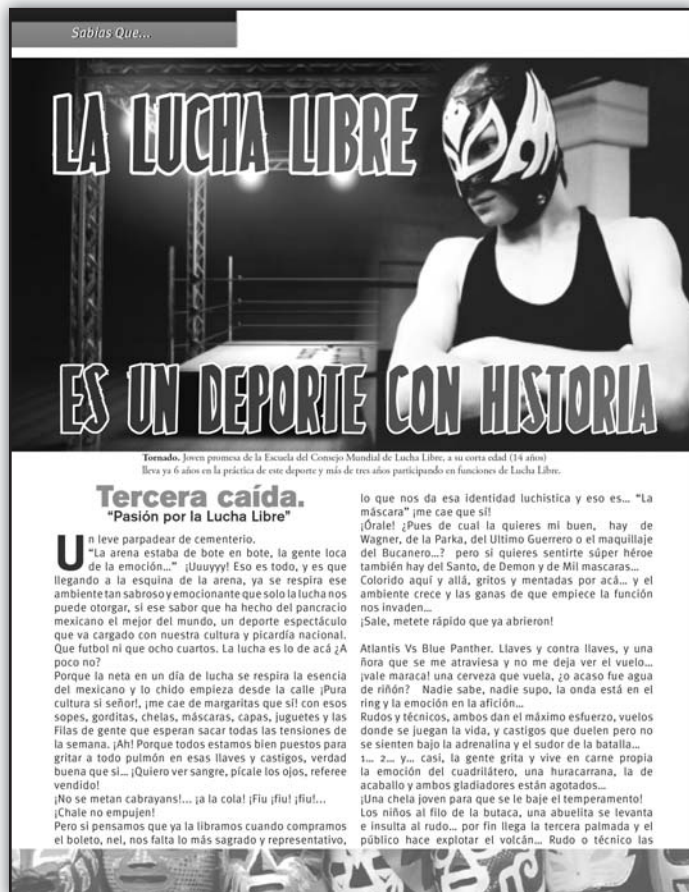 Sabías Que...
LA LUCHA LIBRE
ES UN DEPORTE CON HISTORIA
Tornado. Joven promesa de la Escuela del Consejo Mundial de Lucha Libre, a su corta edad (14 años)
lleva ya 6 años en la práctica de este deporte y más de tres años participando en funciones de Lucha Libre.
Tercera caída.
"Pasión por la Lucha Libre"
Un leve parpadear de cementerio.
"La arena estaba de bote en bote, la gente loca
de la emoción..." ¡Uuuyyy! Eso es todo, y es que
llegando a la esquina de la arena, ya se respira ese
ambiente tan sabroso y emocionante que solo la lucha nos
puede otorgar, si ese sabor que ha hecho del pancracio
mexicano el mejor del mundo, un deporte espectáculo
que va cargado con nuestra cultura y picardía nacional.
Que futbol ni que ocho cuartos. La lucha es lo de acá ¿A
poco no?
Porque la neta en un día de lucha se respira la esencia
del mexicano y lo chido empieza desde la calle ¡Pura
cultura si señor!, ¡me cae de margaritas que sí! con esos
sopes, gorditas, chelas, máscaras, capas, juguetes y las
Filas de gente que esperan sacar todas las tensiones de
la semana. ¡Ah! Porque todos estamos bien puestos para
gritar a todo pulmón en esas llaves y castigos, verdad
buena que si... ¡Quiero ver sangre, pícale los ojos, referee
vendido!
¡No se metan cabrayans!... ¡a la cola! ¡Fiu ¡fiu! ¡fiu!...
¡Chale no empujen!
Pero si pensamos que ya la libramos cuando compramos
el boleto, nel, nos falta lo más sagrado y representativo,
lo que nos da esa identidad luchistica y eso es... "La
máscara" ¡me cae que sí!
¡Órale! ¿Pues de cual la quieres mi buen, hay de
Wagner, de la Parka, del Ultimo Guerrero o el maquillaje
del Bucanero...? pero si quieres sentirte súper héroe
también hay del Santo, de Demon y de Mil mascaras...
Colorido aquí y allá, gritos y mentadas por acá... y el
ambiente crece y las ganas de que empiece la función
nos invaden...
¡Sale, metete rápido que ya abrieron!
Atlantis Vs Blue Panther. Llaves y contra llaves, y una
ñora que se me atraviesa y no me deja ver el vuelo...
¡vale maraca! una cerveza que vuela, ¿o acaso fue agua
de riñón? Nadie sabe, nadie supo, la onda está en el
ring y la emoción en la afición...
Rudos y técnicos, ambos dan el máximo esfuerzo, vuelos
donde se juegan la vida, y castigos que duelen pero no
se sienten bajo la adrenalina y el sudor de la batalla...
1... 2... y... casi, la gente grita y vive en carne propia
la emoción del cuadrilátero, una huracarrana, la de
acaballo y ambos gladiadores están agotados...
¡Una chela joven para que se le baje el temperamento!
Los niños al filo de la butaca, una abuelita se levanta
e insulta al rudo... por fin llega la tercera palmada y el
público hace explotar el volcán... Rudo o técnico las